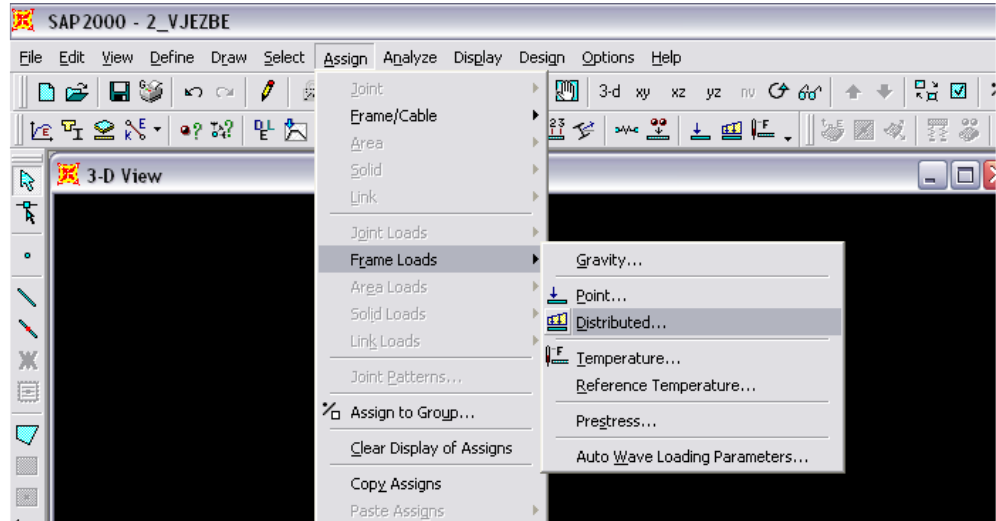 SAP2000 - 2_VJEZBE
File Edit View Define Draw Select Assign Analyze Display Design Options Help
3-d xy xz yz nv
3-D View
Joint
Frame/Cable
Area
Solid
Link
Joint Loads
Frame Loads
Area Loads
Solid Loads
Link Loads
Joint Patterns...
Assign to Group...
Clear Display of Assigns
Copy Assigns
Paste Assigns
Gravity...
Point...
Distributed...
Temperature...
Reference Temperature...
Prestress...
Auto Wave Loading Parameters...